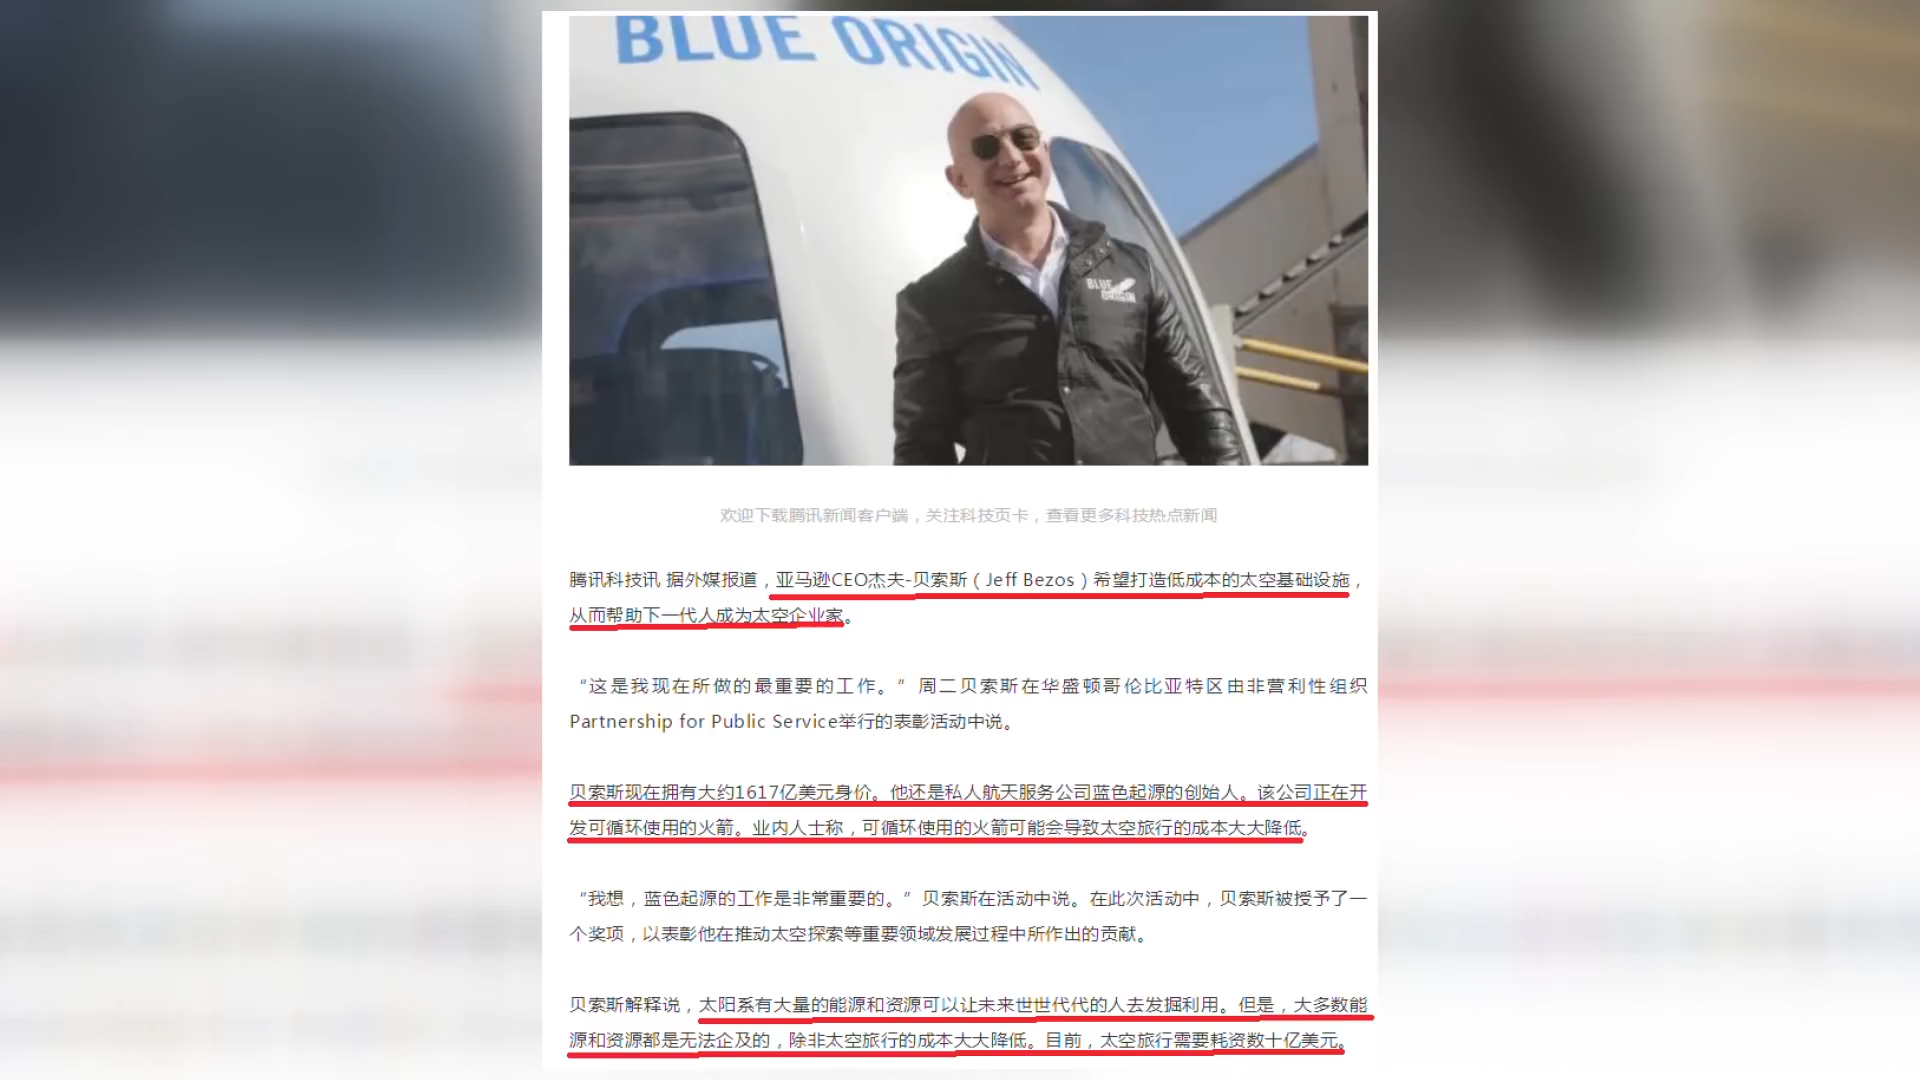 BLUE ORIGIN
BLUE
ORIGIN
欢迎下载腾讯新闻客户端，关注科技页卡，查看更多科技热点新闻
腾讯科技讯 据外媒报道，亚马逊CEO杰夫-贝索斯（Jeff Bezos）希望打造低成本的太空基础设施，
从而帮助下一代人成为太空企业家。
“这是我现在所做的最重要的工作。”周二贝索斯在华盛顿哥伦比亚特区由非营利性组织
Partnership for Public Service举行的表彰活动中说。
贝索斯现在拥有大约1617亿美元身价。他还是私人航天服务公司蓝色起源的创始人。该公司正在开
发可循环使用的火箭。业内人士称，可循环使用的火箭可能会导致太空旅行的成本大大降低。
“我想，蓝色起源的工作是非常重要的。”贝索斯在活动中说。在此次活动中，贝索斯被授予了一
个奖项，以表彰他在推动太空探索等重要领域发展过程中所作出的贡献。
贝索斯解释说，太阳系有大量的能源和资源可以让未来世世代代的人去发掘利用。但是，大多数能
源和资源都是无法企及的，除非太空旅行的成本大大降低。目前，太空旅行需要耗资数十亿美元。